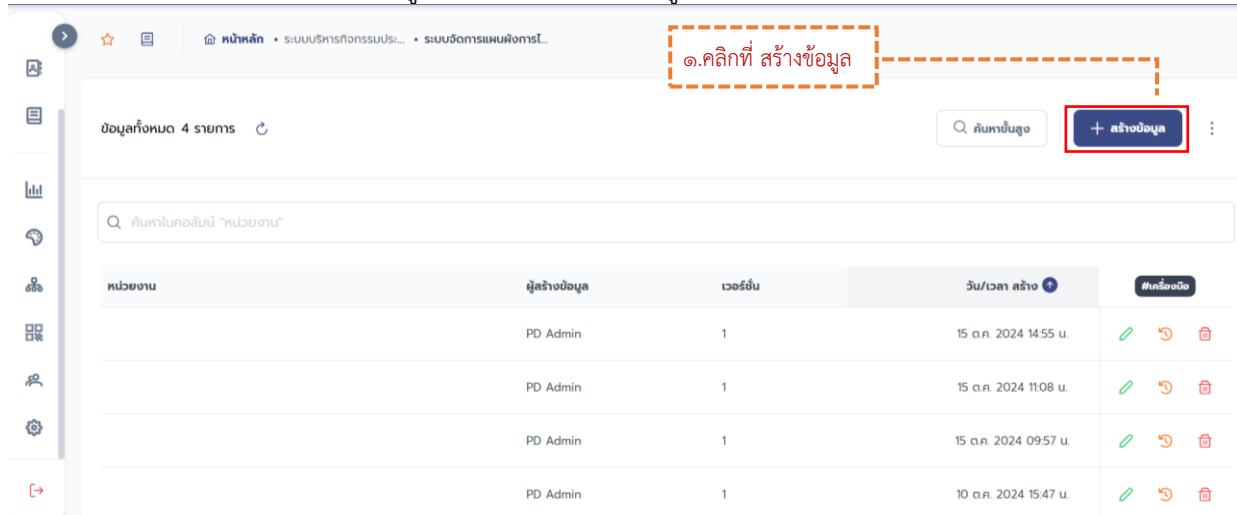 หน้าหลัก • ระบบบริหารกิจกรรมประ... • ระบบจัดการแผนผังการไ...
๑.คลิกที่ สร้างข้อมูล
ข้อมูลทั้งหมด 4 รายการ
ค้นหาขั้นสูง
+ สร้างข้อมูล
ค้นหาในคอลัมน์ "หน่วยงาน"
หน่วยงาน ผู้สร้างข้อมูล เวอร์ชั่น วัน/เวลา สร้าง #เครื่องมือ
PD Admin 1 15 ต.ค. 2024 14:55 น.
PD Admin 1 15 ต.ค. 2024 11:08 น.
PD Admin 1 15 ต.ค. 2024 09:57 น.
PD Admin 1 10 ต.ค. 2024 15:47 น.